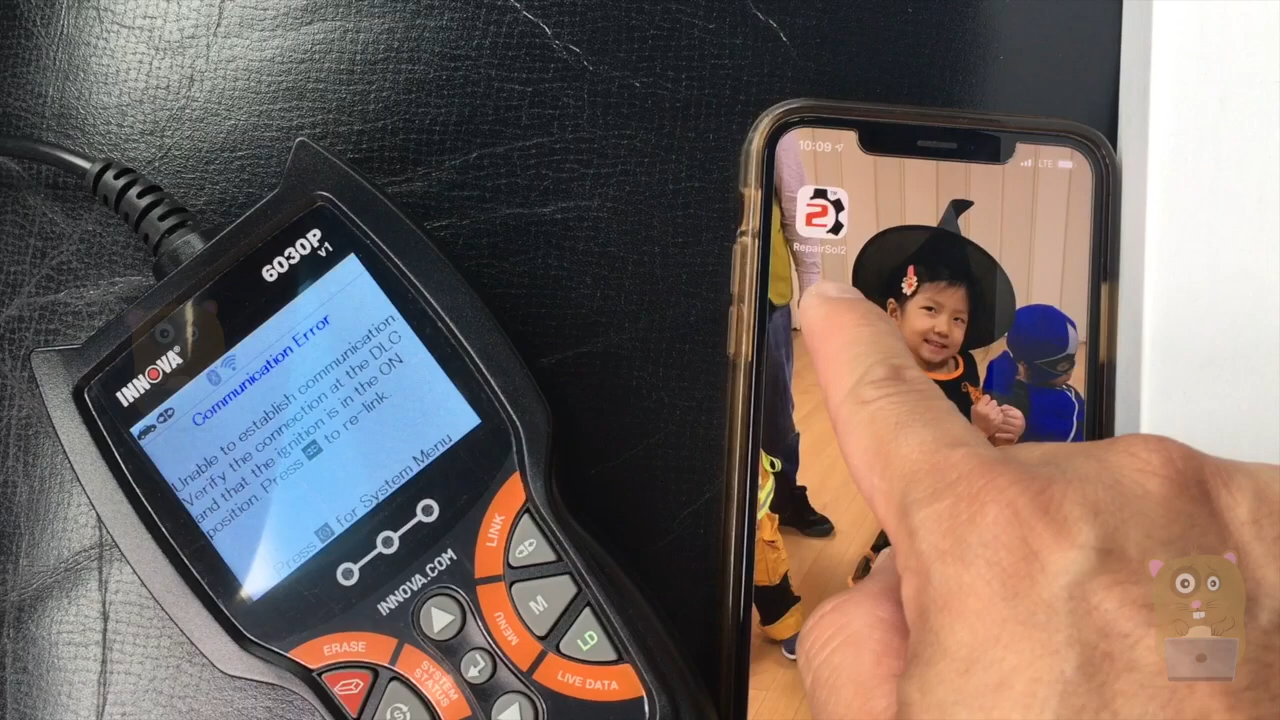 6030P
v1
INNOVA®
Communication Error
Unable to establish communication
Verify the connection at the DLC
and that the ignition is in the ON
position. Press to re-link.
Press for System Menu
INNOVA.COM
LINK
M
MENU
LD
LIVE DATA
ERASE
SYSTEM
STATUS
S
10:09
LTE
2
TM
RepairSol2